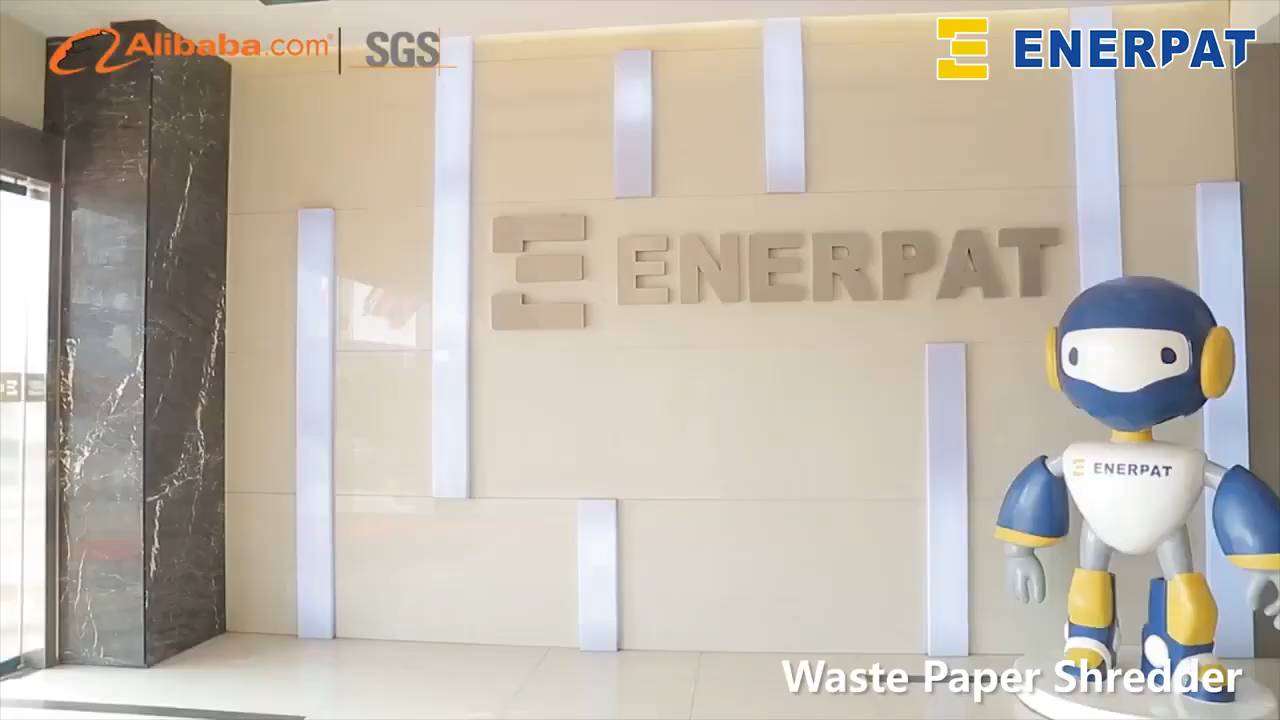 Alibaba.com
SGS
ENERPAT
ENERPAT
ENERPAT
Waste Paper Shredder